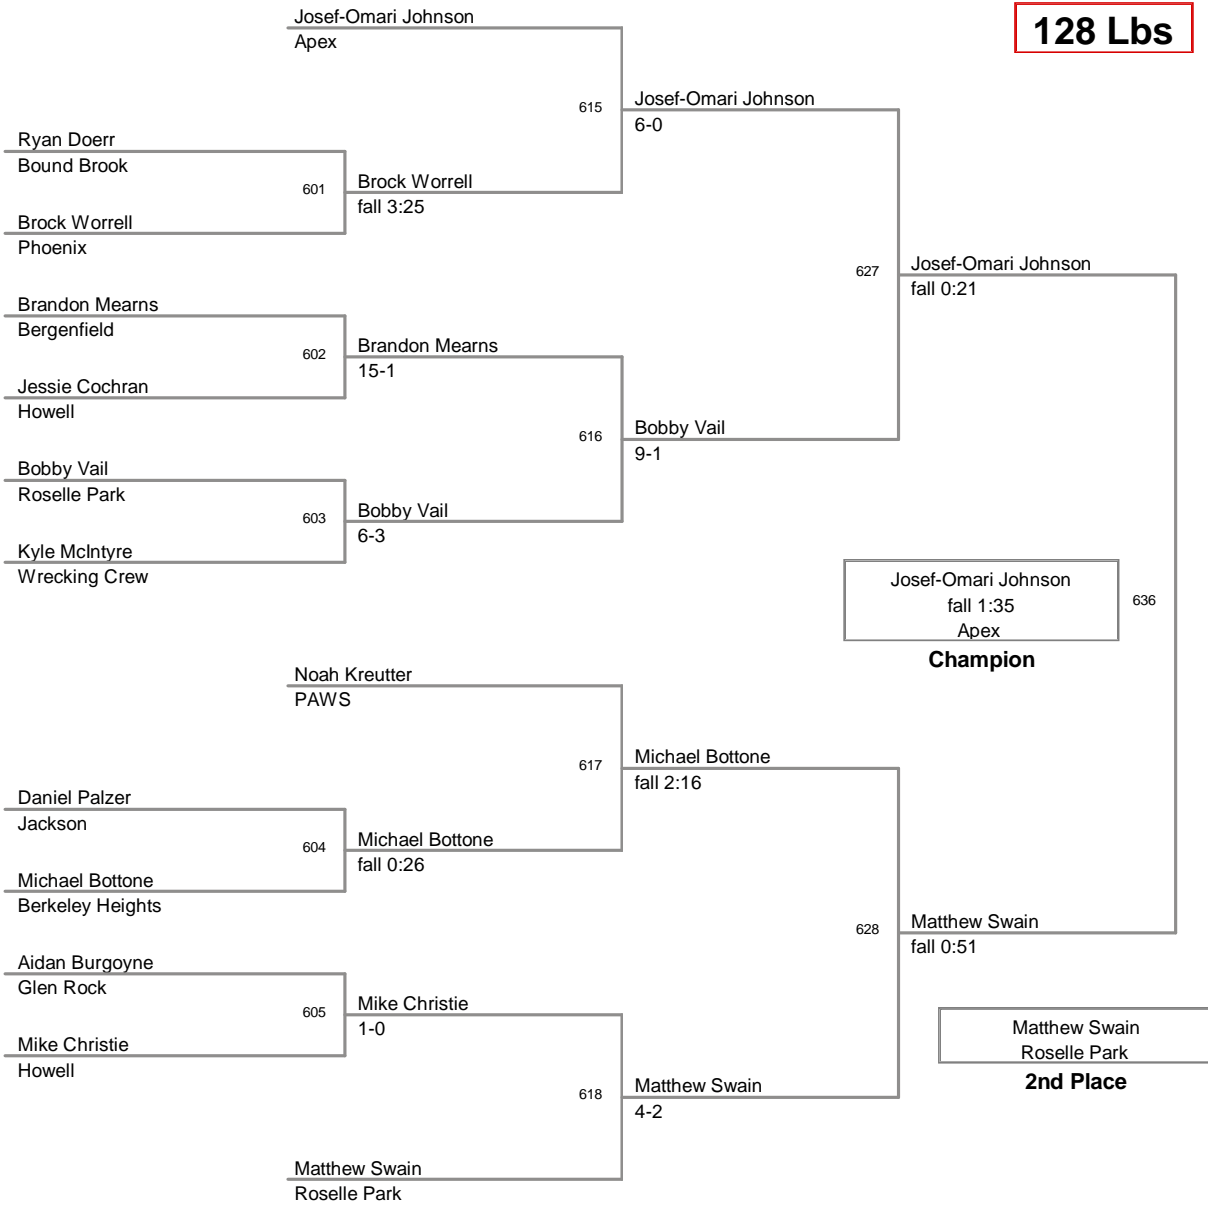 Josef-Omari Johnson
Apex
128 Lbs
615
Josef-Omari Johnson
6-0
Ryan Doerr
Bound Brook
601
Brock Worrell
fall 3:25
Brock Worrell
Phoenix
627
Josef-Omari Johnson
fall 0:21
Brandon Mearns
Bergenfield
602
Brandon Mearns
15-1
Jessie Cochran
Howell
616
Bobby Vail
9-1
Bobby Vail
Roselle Park
603
Bobby Vail
6-3
Kyle McIntyre
Wrecking Crew
Josef-Omari Johnson
fall 1:35
Apex
636
Champion
Noah Kreutter
PAWS
617
Michael Bottone
fall 2:16
Daniel Palzer
Jackson
604
Michael Bottone
fall 0:26
Michael Bottone
Berkeley Heights
628
Matthew Swain
fall 0:51
Aidan Burgoyne
Glen Rock
605
Mike Christie
1-0
Mike Christie
Howell
Matthew Swain
Roselle Park
2nd Place
618
Matthew Swain
4-2
Matthew Swain
Roselle Park